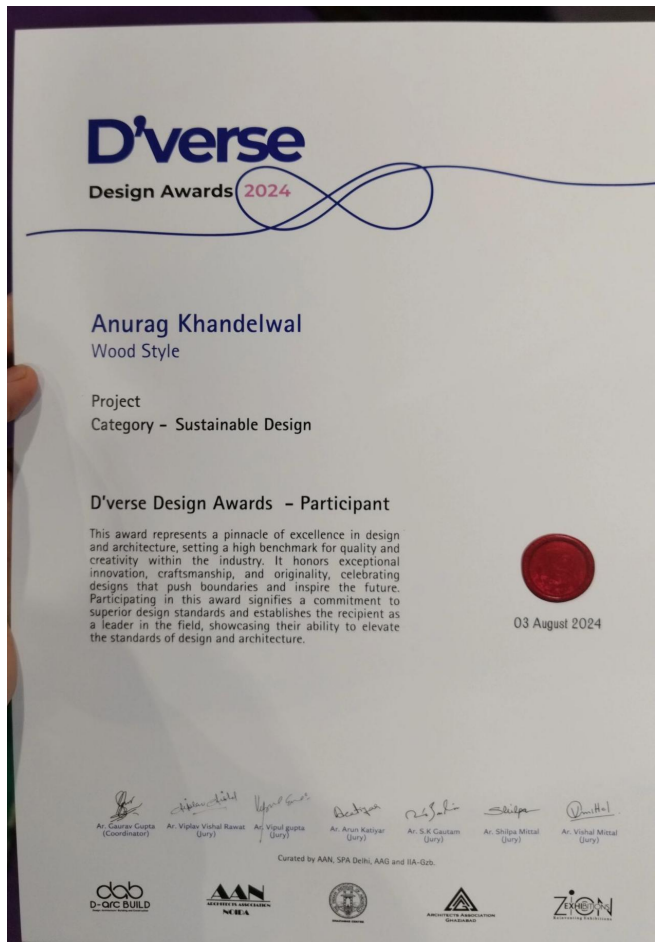 D'verse
Design Awards 2024
Anurag Khandelwal
Wood Style
Project
Category - Sustainable Design
D'verse Design Awards - Participant
This award represents a pinnacle of excellence in design
and architecture, setting a high benchmark for quality and
creativity within the industry. It honors exceptional
innovation, craftsmanship, and originality, celebrating
designs that push boundaries and inspire the future.
Participating in this award signifies a commitment to
superior design standards and establishes the recipient as
a leader in the field, showcasing their ability to elevate
the standards of design and architecture.
03 August 2024
Ar. Gaurav Gupta
(Coordinator)
Ar. Viplav Vishal Rawat
(Jury)
Ar. Vipul gupta
(Jury)
Ar. Arun Katiyar
(Jury)
Ar. S.K Gautam
(Jury)
Ar. Shilpa Mittal
(Jury)
Ar. Vishal Mittal
(Jury)
Curated by AAN, SPA Delhi, AAG and IIA-Gzb.
dab
D-arc BUILD
AAN
ARCHITECTS ASSOCIATION
NOIDA
ARCHITECTS ASSOCIATION
GHAZIABAD
ZION
EXHIBITIONS